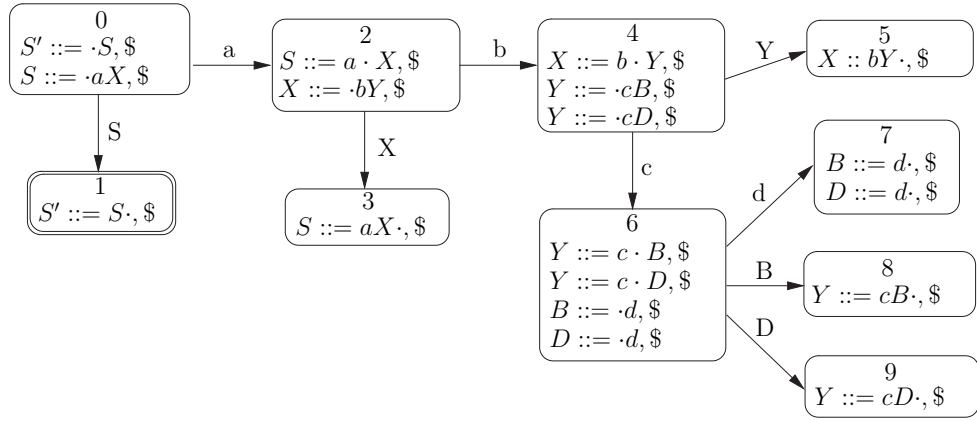 0
S' ::= ·S, $
S ::= ·aX, $
a
2
S ::= a · X, $
X ::= ·bY, $
b
4
X ::= b · Y, $
Y ::= ·cB, $
Y ::= ·cD, $
Y
5
X :: bY·, $
S
1
S' ::= S·, $
X
3
S ::= aX·, $
c
6
Y ::= c · B, $
Y ::= c · D, $
B ::= ·d, $
D ::= ·d, $
d
7
B ::= d·, $
D ::= d·, $
B
8
Y ::= cB·, $
D
9
Y ::= cD·, $